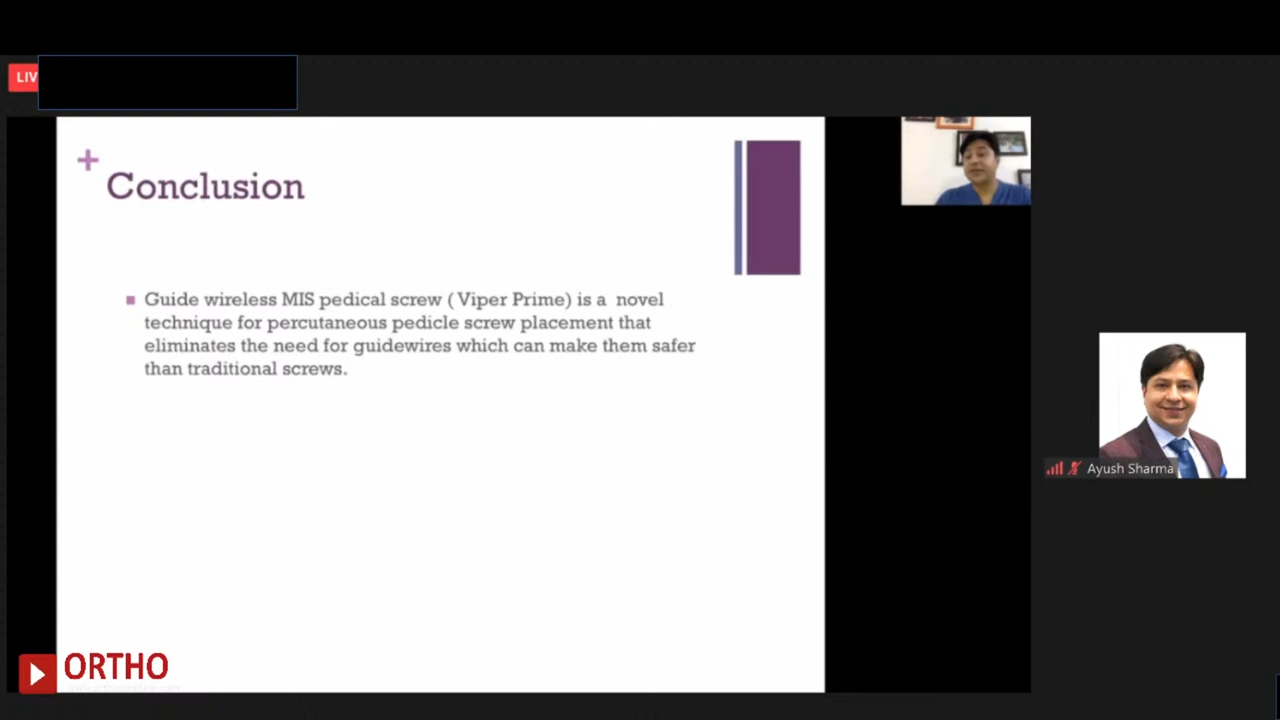 LIV
+
Conclusion
Guide wireless MIS pedical screw ( Viper Prime) is a novel
technique for percutaneous pedicle screw placement that
eliminates the need for guidewires which can make them safer
than traditional screws.
Ayush Sharma
ORTHO